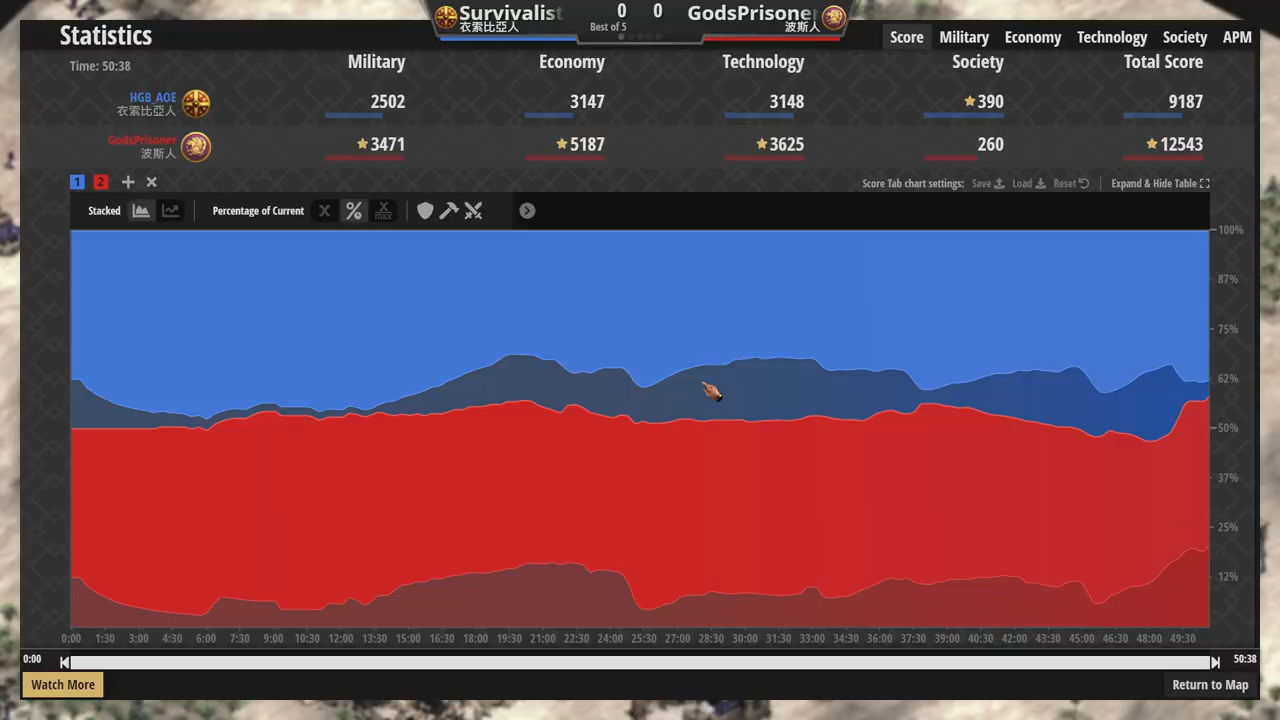 Survivalist 0 0 GodsPrisoner
衣索比亞人 Best of 5 波斯人
Statistics
Score Military Economy Technology Society APM
Time: 50:38 Military Economy Technology Society Total Score
HGB_AOE
衣索比亞人
2502 3147 3148 390 9187
GodsPrisoner
波斯人
3471 5187 3625 260 12543
1 2
Score Tab chart settings: Save Load Reset Expand & Hide Table
Stacked Percentage of Current X % X max
100%
87%
75%
62%
50%
37%
25%
12%
0:00 1:30 3:00 4:30 6:00 7:30 9:00 10:30 12:00 13:30 15:00 16:30 18:00 19:30 21:00 22:30 24:00 25:30 27:00 28:30 30:00 31:30 33:00 34:30 36:00 37:30 39:00 40:30 42:00 43:30 45:00 46:30 48:00 49:30
0:00 50:38
Watch More Return to Map